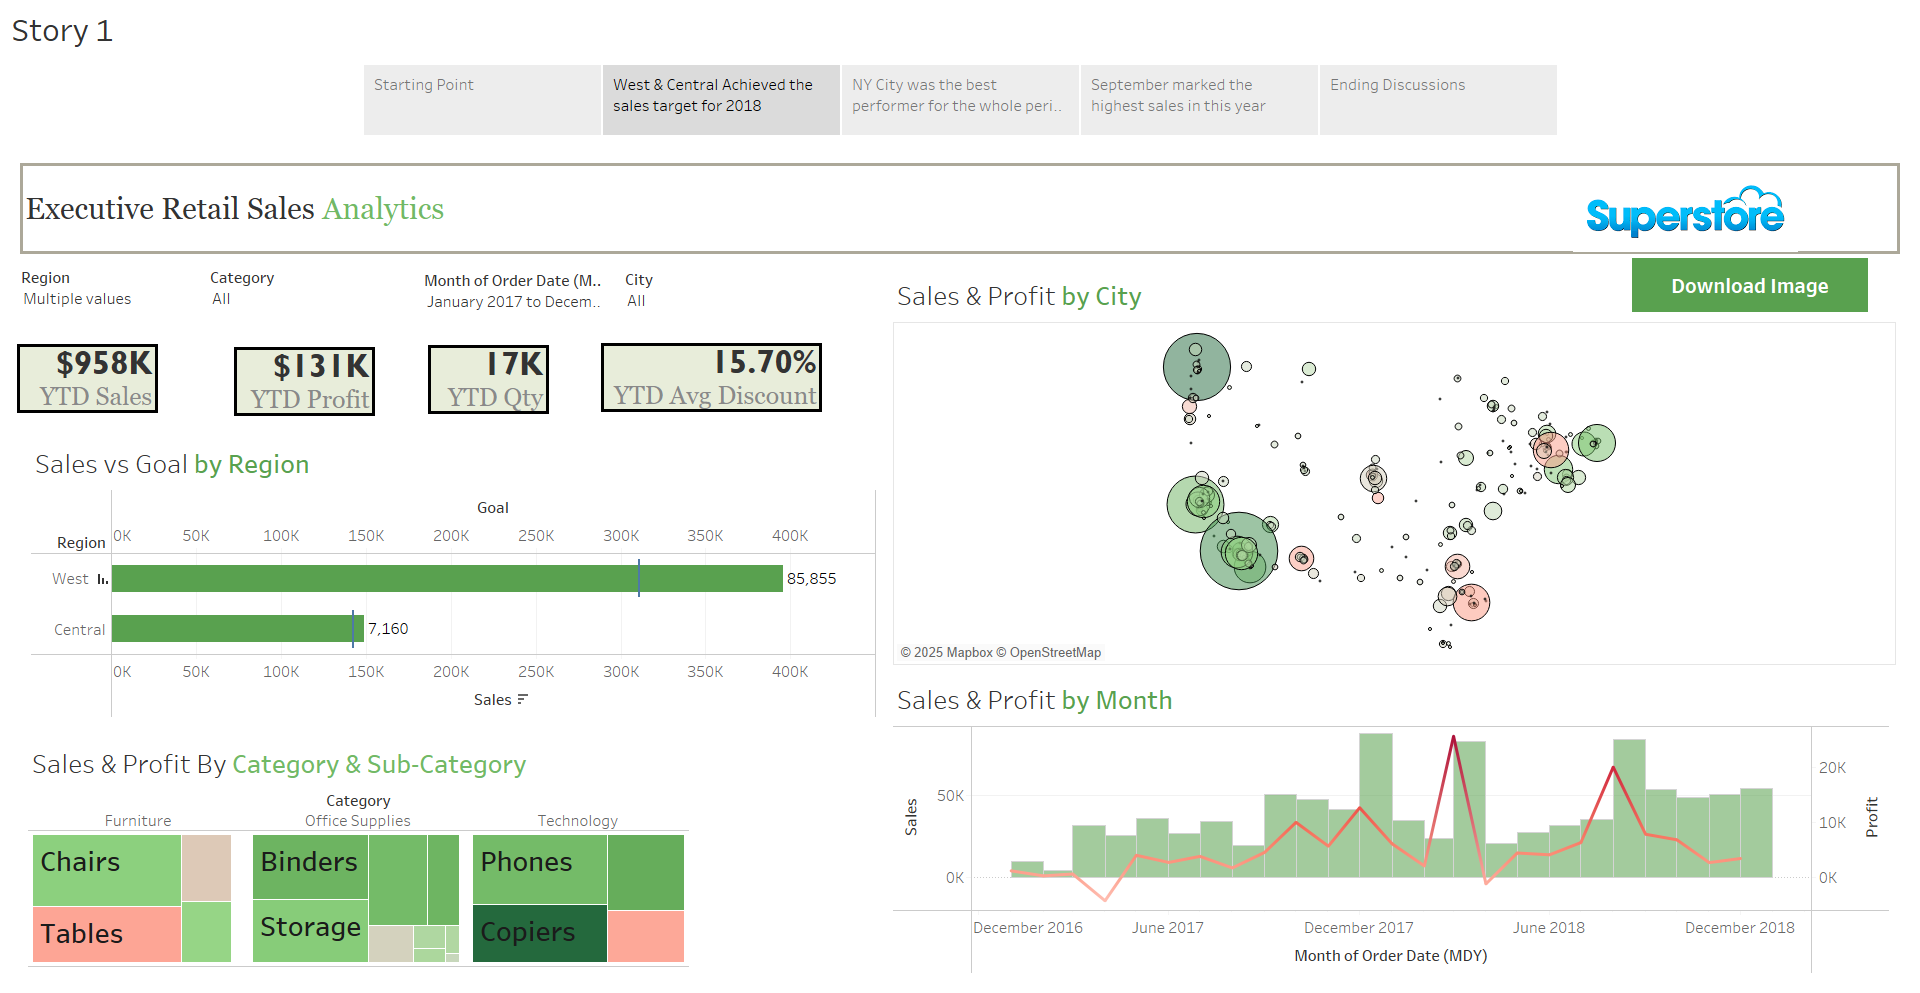 Story 1
Starting Point
West & Central Achieved the
sales target for 2018
NY City was the best
performer for the whole peri..
September marked the
highest sales in this year
Ending Discussions
Executive Retail Sales Analytics
Superstore
Region
Multiple values
Category
All
Month of Order Date (M..
January 2017 to Decem..
City
All
Download Image
$958K
YTD Sales
$131K
YTD Profit
17K
YTD Qty
15.70%
YTD Avg Discount
Sales & Profit by City
© 2025 Mapbox © OpenStreetMap
Sales vs Goal by Region
Goal
Region
0K 50K 100K 150K 200K 250K 300K 350K 400K
West
85,855
Central
7,160
0K 50K 100K 150K 200K 250K 300K 350K 400K
Sales
Sales & Profit by Month
Sales
50K
0K
20K
10K
0K
Profit
December 2016 June 2017 December 2017 June 2018 December 2018
Month of Order Date (MDY)
Sales & Profit By Category & Sub-Category
Category
Furniture Office Supplies Technology
Chairs
Tables
Binders
Storage
Phones
Copiers